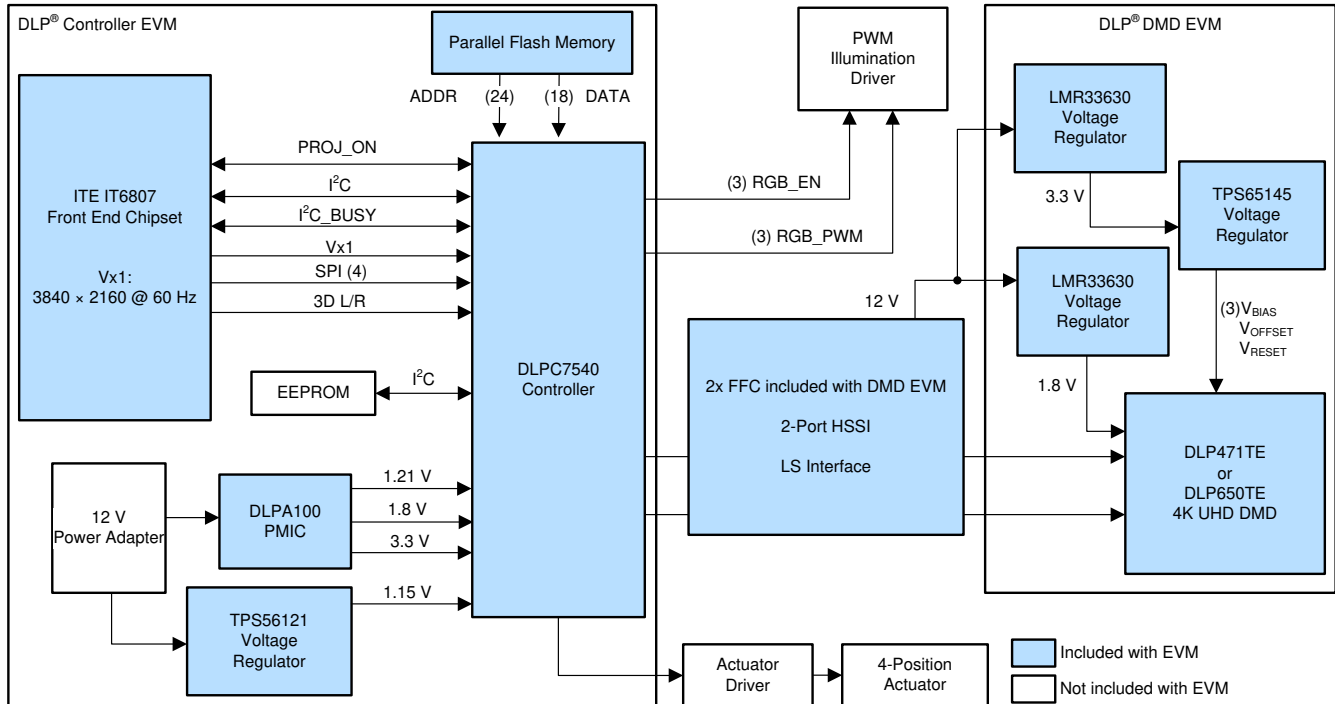 DLP® Controller EVM
Parallel Flash Memory
ADDR (24) (18) DATA
ITE IT6807
Front End Chipset
Vx1:
3840 × 2160 @ 60 Hz
PROJ_ON
I²C
I²C_BUSY
Vx1
SPI (4)
3D L/R
DLPC7540
Controller
EEPROM
I²C
12 V
Power Adapter
DLPA100
PMIC
1.21 V
1.8 V
3.3 V
TPS56121
Voltage
Regulator
1.15 V
PWM
Illumination
Driver
(3) RGB_EN
(3) RGB_PWM
12 V
2x FFC included with DMD EVM
2-Port HSSI
LS Interface
Actuator
Driver
4-Position
Actuator
DLP® DMD EVM
LMR33630
Voltage
Regulator
3.3 V
TPS65145
Voltage
Regulator
LMR33630
Voltage
Regulator
(3)VBIAS
VOFFSET
VRESET
1.8 V
DLP471TE
or
DLP650TE
4K UHD DMD
Included with EVM
Not included with EVM